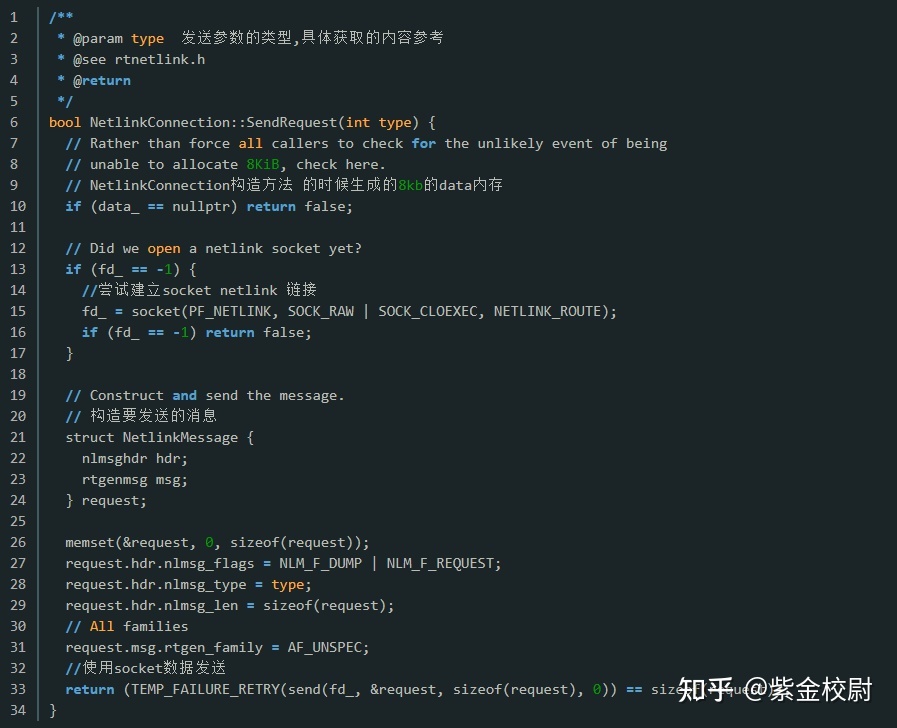 1 /**
2  * @param type  发送参数的类型,具体获取的内容参考
3  * @see rtnetlink.h
4  * @return
5  */
6 bool NetlinkConnection::SendRequest(int type) {
7   // Rather than force all callers to check for the unlikely event of being
8   // unable to allocate 8KiB, check here.
9   // NetlinkConnection构造方法 的时候生成的8kb的data内存
10   if (data_ == nullptr) return false;
11
12   // Did we open a netlink socket yet?
13   if (fd_ == -1) {
14     //尝试建立socket netlink 链接
15     fd_ = socket(PF_NETLINK, SOCK_RAW | SOCK_CLOEXEC, NETLINK_ROUTE);
16     if (fd_ == -1) return false;
17   }
18
19   // Construct and send the message.
20   // 构造要发送的消息
21   struct NetlinkMessage {
22     nlmsghdr hdr;
23     rtgenmsg msg;
24   } request;
25
26   memset(&request, 0, sizeof(request));
27   request.hdr.nlmsg_flags = NLM_F_DUMP | NLM_F_REQUEST;
28   request.hdr.nlmsg_type = type;
29   request.hdr.nlmsg_len = sizeof(request);
30   // All families
31   request.msg.rtgen_family = AF_UNSPEC;
32   //使用socket数据发送
33   return (TEMP_FAILURE_RETRY(send(fd_, &request, sizeof(request), 0)) == sizeof(request));
34 }
知乎 @紫金校尉